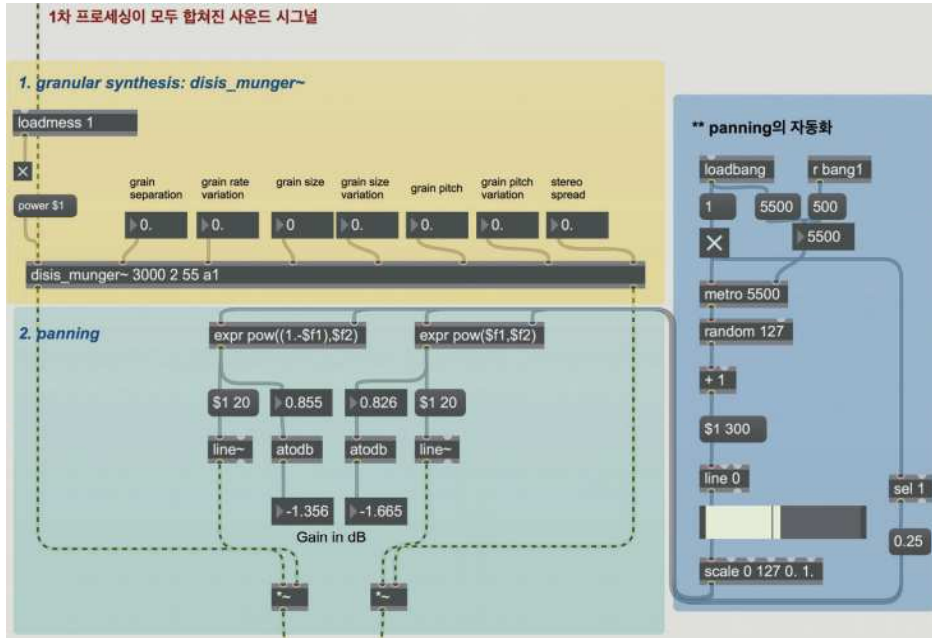 1차 프로세싱이 모두 합쳐진 사운드 시그널
1. granular synthesis: disis_munger~
loadmess 1
power $1
grain separation
grain rate variation
grain size
grain size variation
grain pitch
grain pitch variation
stereo spread
0.
0.
0
0.
0.
0.
0.
disis_munger~ 3000 2 55 a1
2. panning
expr pow((1.-$f1),$f2)
expr pow($f1,$f2)
$1 20
0.855
0.826
$1 20
line~
atodb
atodb
line~
-1.356
-1.665
Gain in dB
*~
*~
** panning의 자동화
loadbang
r bang1
1
5500
500
5500
metro 5500
random 127
+ 1
$1 300
line 0
sel 1
0.25
scale 0 127 0. 1.